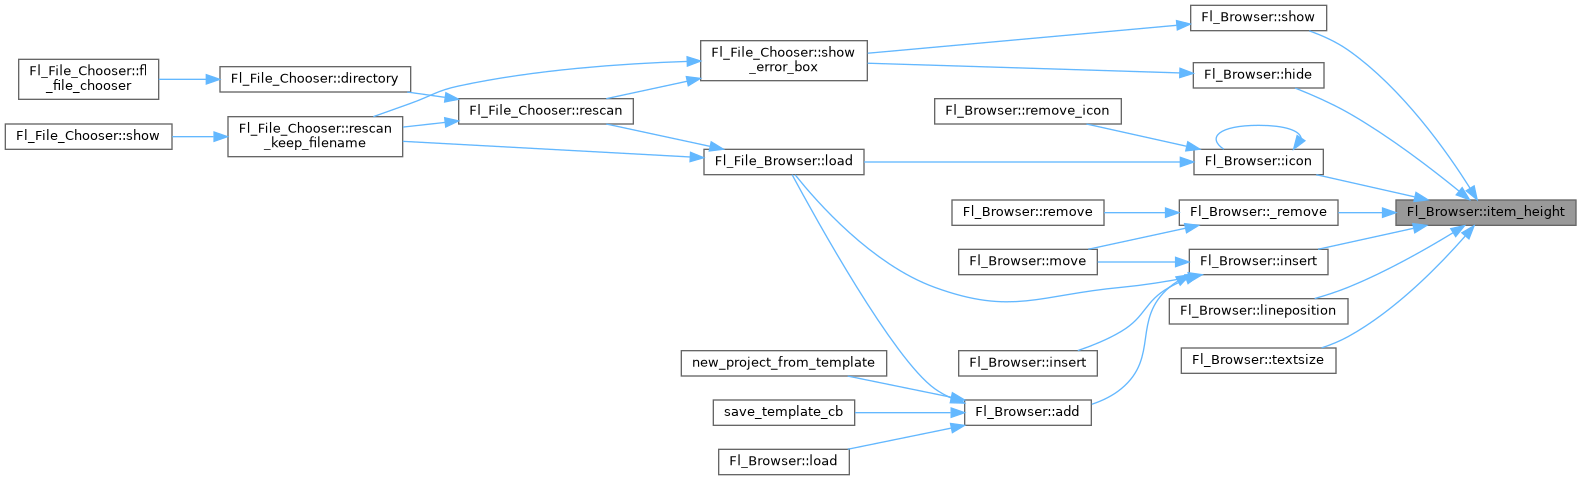 Fl_Browser::show
Fl_File_Chooser::show
_error_box
Fl_File_Chooser::fl
_file_chooser
Fl_File_Chooser::directory
Fl_Browser::hide
Fl_File_Chooser::rescan
Fl_Browser::remove_icon
Fl_File_Chooser::show
Fl_File_Chooser::rescan
_keep_filename
Fl_File_Browser::load
Fl_Browser::icon
Fl_Browser::remove
Fl_Browser::_remove
Fl_Browser::item_height
Fl_Browser::move
Fl_Browser::insert
Fl_Browser::lineposition
new_project_from_template
Fl_Browser::insert
Fl_Browser::textsize
save_template_cb
Fl_Browser::add
Fl_Browser::load